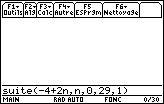 F1▾ F2▾ F3▾ F4▾ F5 F6▾
Outils Alg Calc Autre ESPrgm Nettoyage
suite(-4+2n,n,0,29,1)
MAIN RAD AUTO FONC 0/30